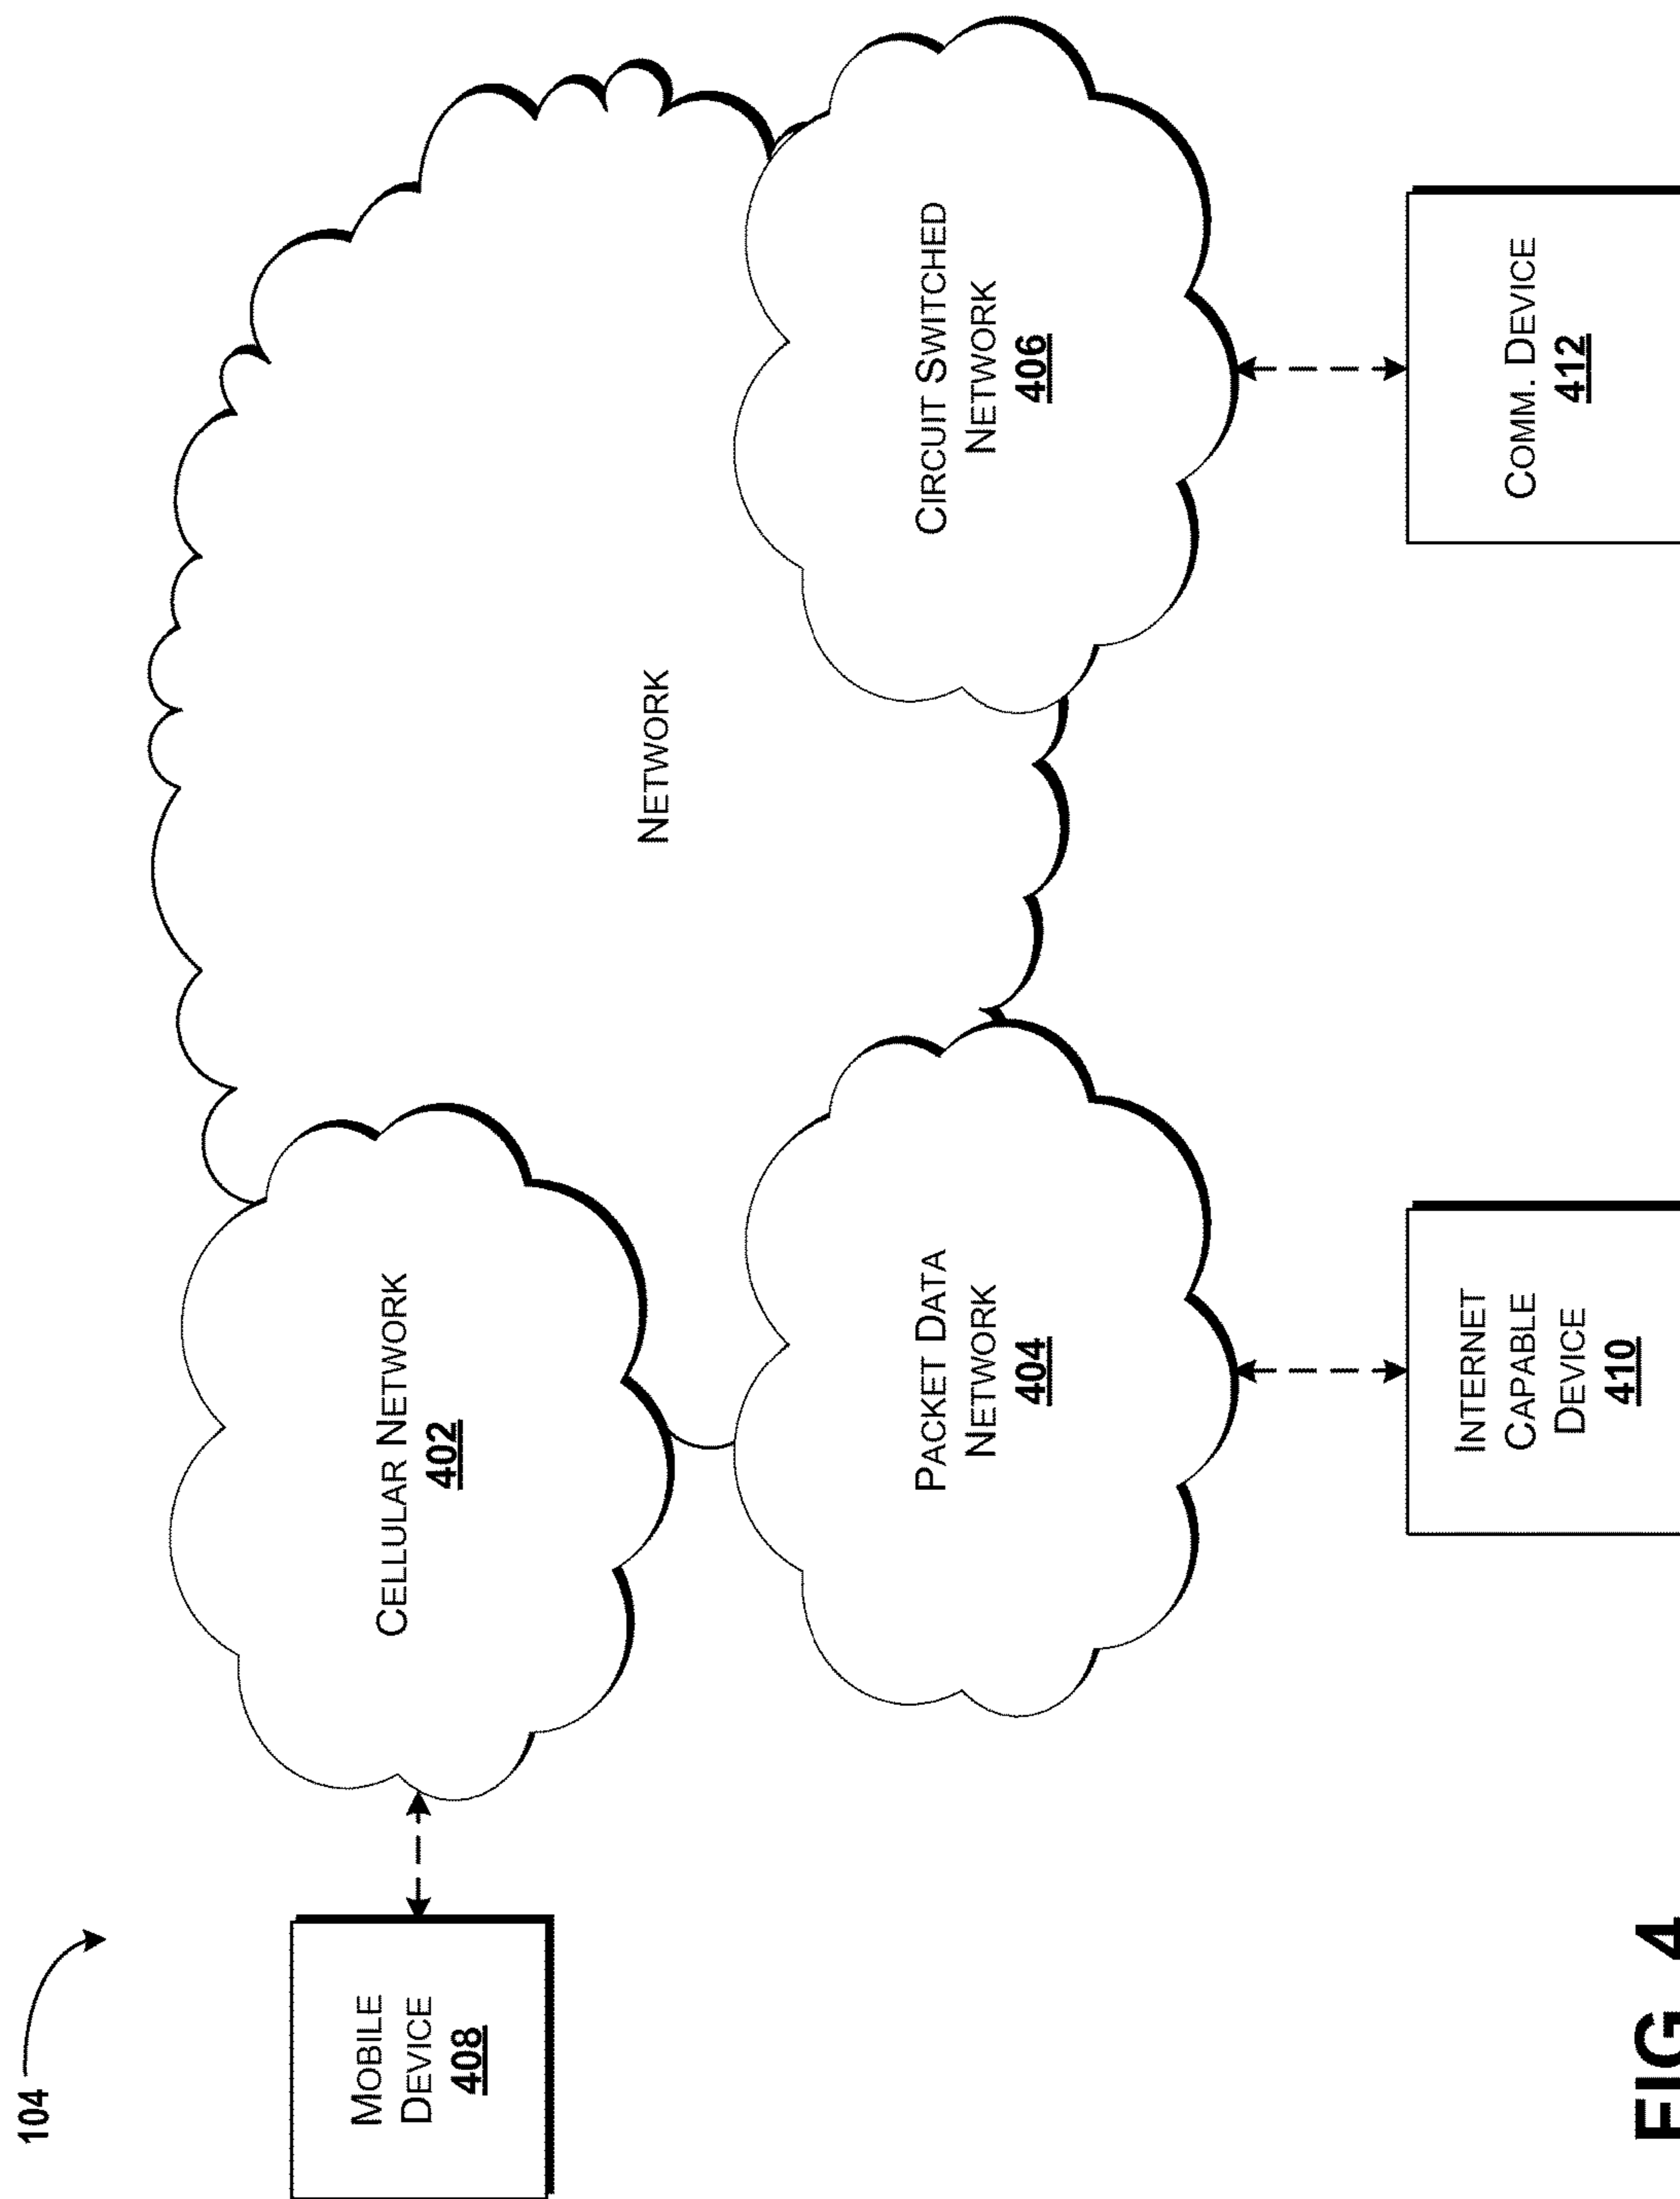 104
MOBILE
DEVICE
408
CELLULAR NETWORK
402
NETWORK
PACKET DATA
NETWORK
404
CIRCUIT SWITCHED
NETWORK
406
INTERNET
CAPABLE
DEVICE
410
COMM. DEVICE
412
FIG. 4